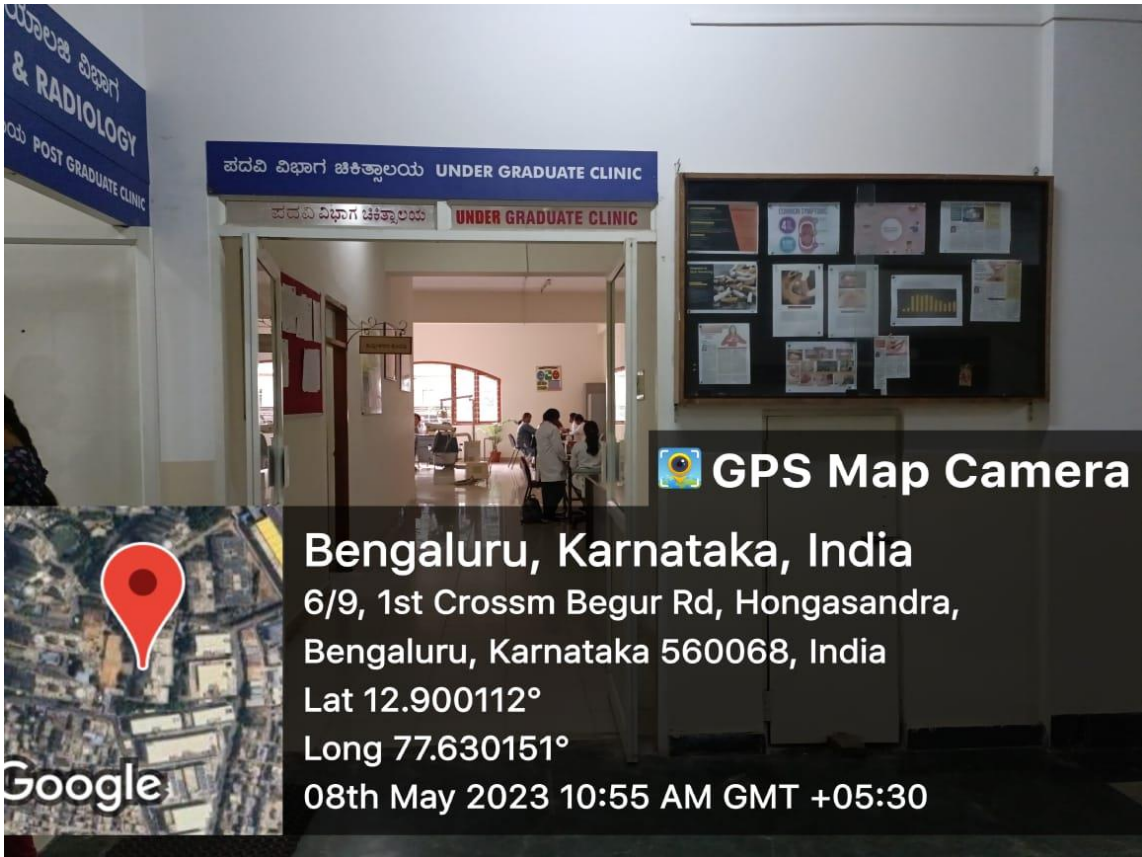 ಯಾಲಜಿ ವಿಭಾಗ
& RADIOLOGY
POST GRADUATE CLINIC
ಪದವಿ ವಿಭಾಗ ಚಿಕಿತ್ಸಾಲಯ UNDER GRADUATE CLINIC
ಪದವಿ ವಿಭಾಗ ಚಿಕಿತ್ಸಾಲಯ UNDER GRADUATE CLINIC
GPS Map Camera
Bengaluru, Karnataka, India
6/9, 1st Crossm Begur Rd, Hongasandra,
Bengaluru, Karnataka 560068, India
Lat 12.900112°
Long 77.630151°
08th May 2023 10:55 AM GMT +05:30
Google